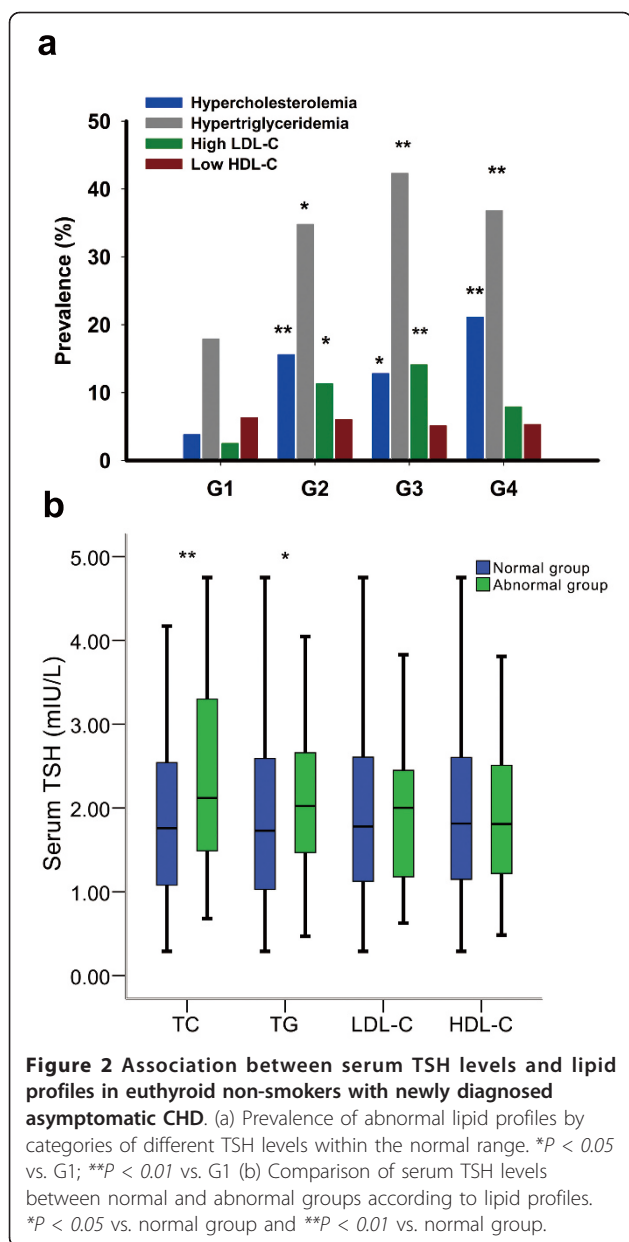 a
Hypercholesterolemia
Hypertriglyceridemia
High LDL-C
Low HDL-C
50
40
30
20
10
0
Prevalence (%)
**
**
*
**
**
**
*
*
G1
G2
G3
G4
b
5.00
4.00
3.00
2.00
1.00
0.00
Serum TSH (mIU/L)
**
*
Normal group
Abnormal group
TC
TG
LDL-C
HDL-C
Figure 2 Association between serum TSH levels and lipid
profiles in euthyroid non-smokers with newly diagnosed
asymptomatic CHD. (a) Prevalence of abnormal lipid profiles by
categories of different TSH levels within the normal range. *P < 0.05
vs. G1; **P < 0.01 vs. G1 (b) Comparison of serum TSH levels
between normal and abnormal groups according to lipid profiles.
*P < 0.05 vs. normal group and **P < 0.01 vs. normal group.